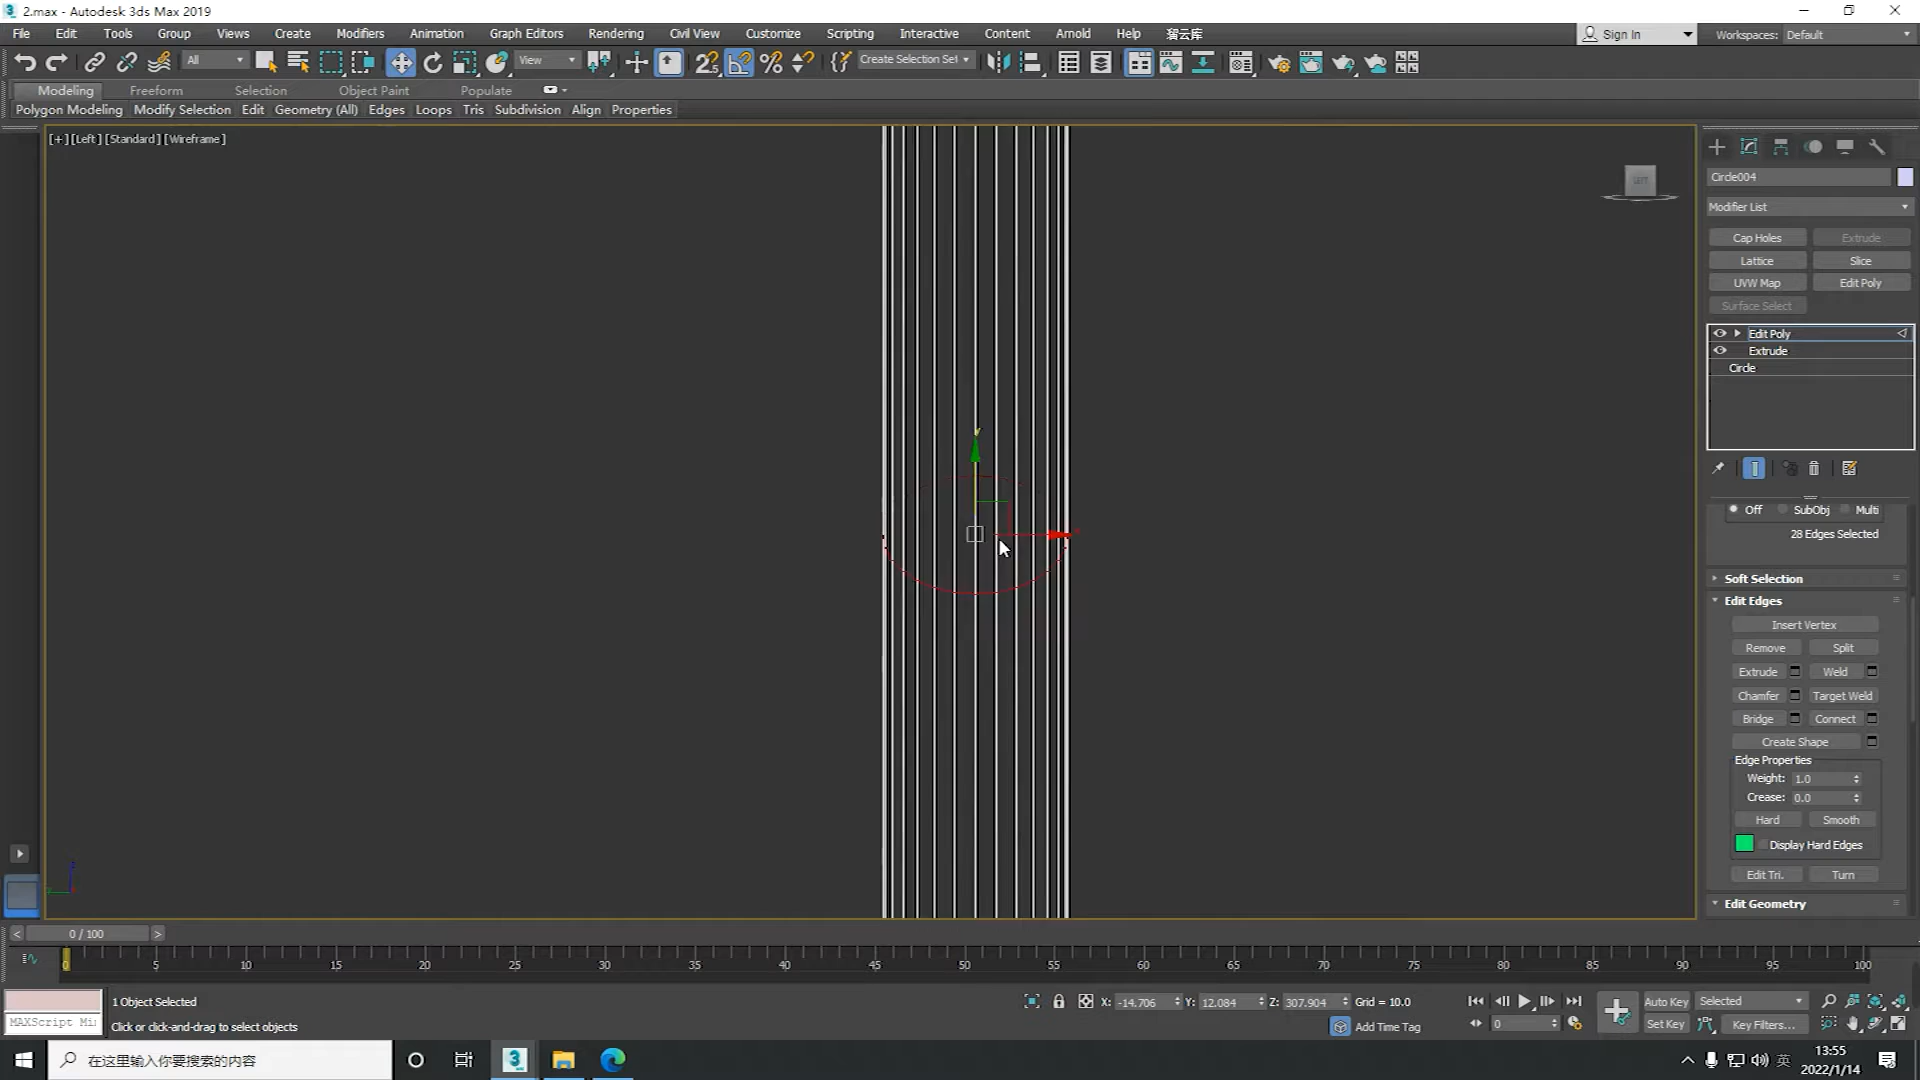 2.max - Autodesk 3ds Max 2019
File Edit Tools Group Views Create Modifiers Animation Graph Editors Rendering Civil View Customize Scripting Interactive Content Arnold Help 溜云库
Sign In Workspaces: Default
All View Create Selection Set
Modeling Freeform Selection Object Paint Populate
Polygon Modeling Modify Selection Edit Geometry (All) Edges Loops Tris Subdivision Align Properties
[+] [Left ] [Standard ] [Wireframe ]
LEFT
Circle004
Modifier List
Cap Holes Extrude
Lattice Slice
UVW Map Edit Poly
Surface Select
Edit Poly
Extrude
Circle
Off SubObj Multi
28 Edges Selected
Soft Selection
Edit Edges
Insert Vertex
Remove Split
Extrude Weld
Chamfer Target Weld
Bridge Connect
Create Shape
Edge Properties
Weight: 1.0
Crease: 0.0
Hard Smooth
Display Hard Edges
Edit Tri. Turn
Edit Geometry
< 0 / 100 >
0 5 10 15 20 25 30 35 40 45 50 55 60 65 70 75 80 85 90 95 100
1 Object Selected
X: -14.706 Y: 12.084 Z: 307.904 Grid = 10.0
Auto Key Selected
MAXScript Mi
Click or click-and-drag to select objects
Add Time Tag
0
Set Key Key Filters...
在这里输入你要搜索的内容
英
13:55
2022/1/14